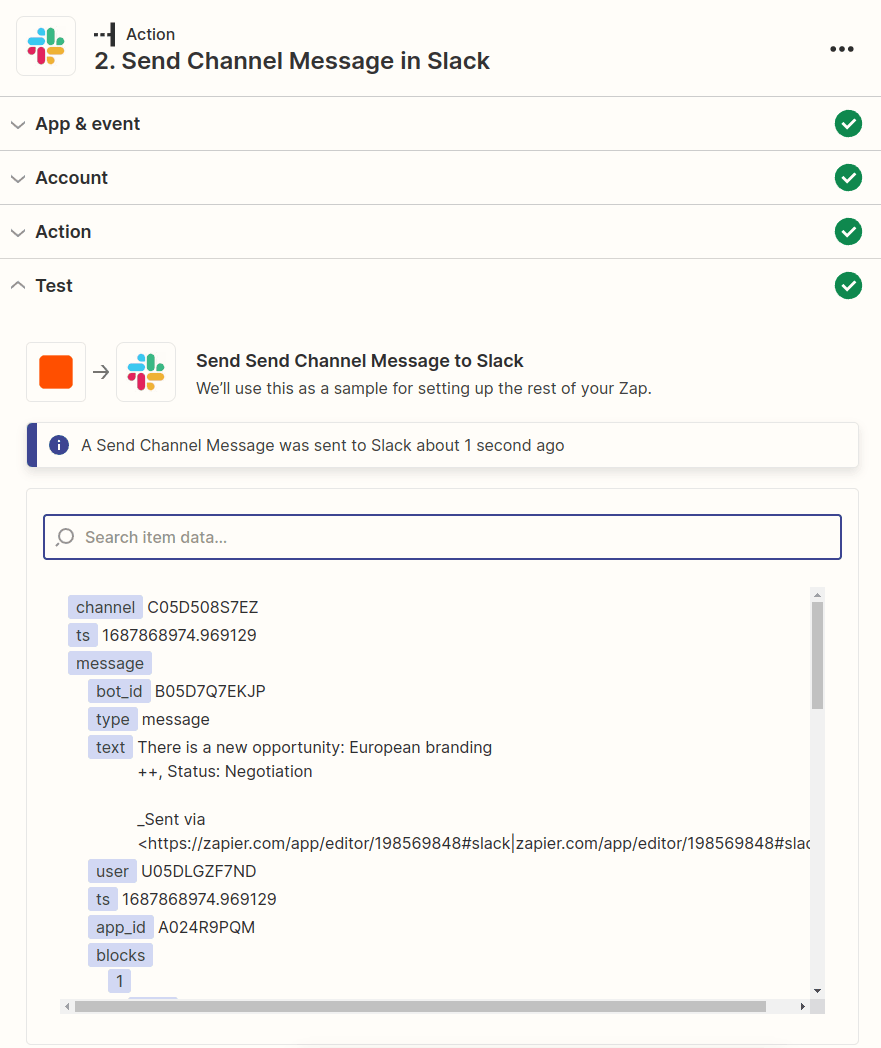 Action
2. Send Channel Message in Slack
App & event
Account
Action
Test
Send Send Channel Message to Slack
We’ll use this as a sample for setting up the rest of your Zap.
A Send Channel Message was sent to Slack about 1 second ago
Search item data...
channel C05D508S7EZ
ts 1687868974.969129
message
bot_id B05D7Q7EKJP
type message
text There is a new opportunity: European branding
++, Status: Negotiation
_Sent via
<https://zapier.com/app/editor/198569848#slack|zapier.com/app/editor/198569848#slac
user U05DLGZF7ND
ts 1687868974.969129
app_id A024R9PQM
blocks
1